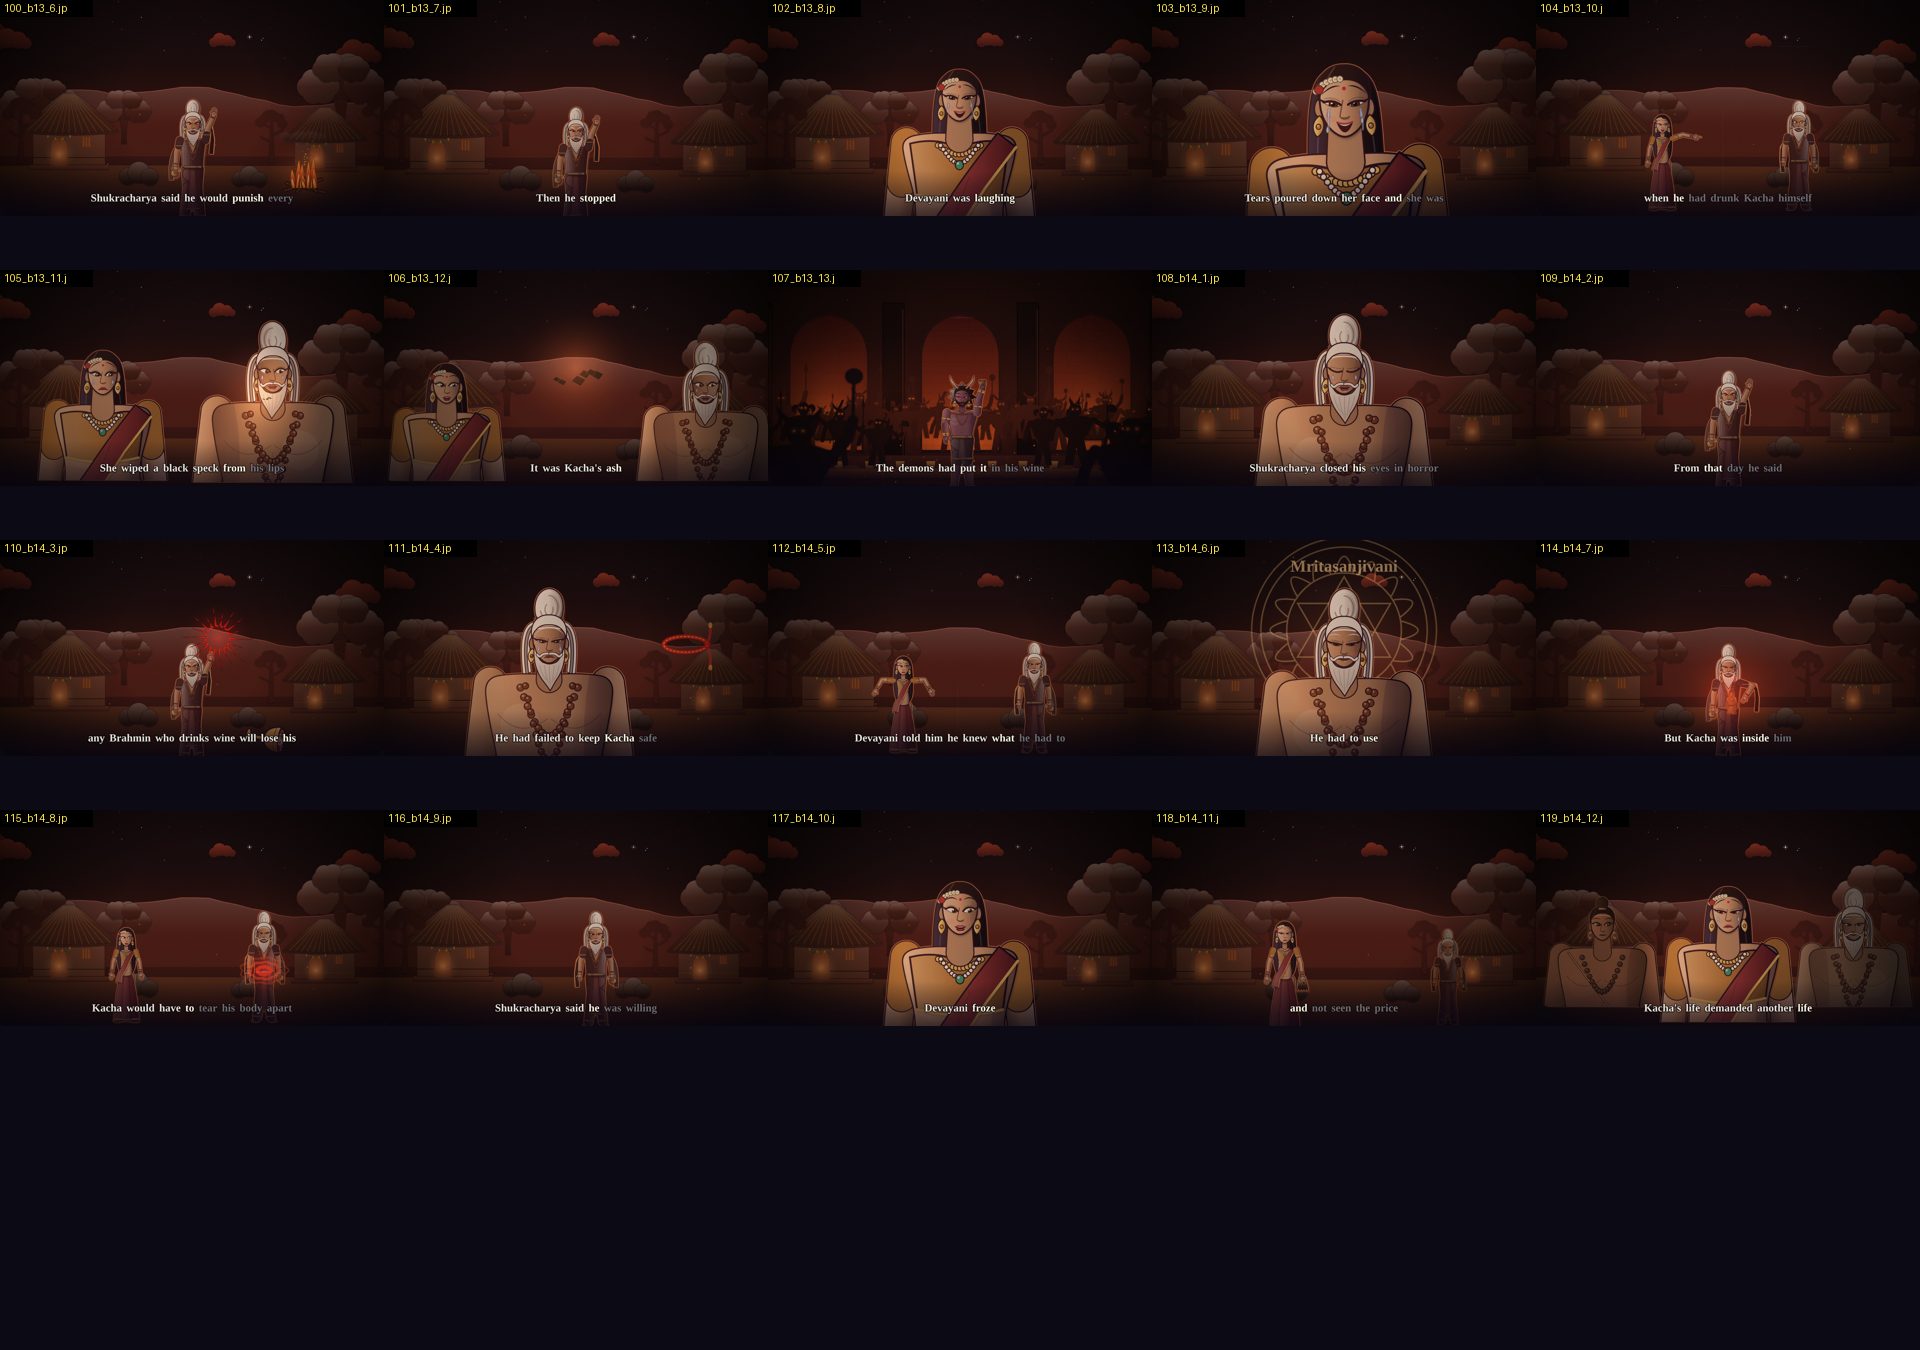 100_b13_6.jp
Shukracharya said he would punish every
101_b13_7.jp
Then he stopped
102_b13_8.jp
Devayani was laughing
103_b13_9.jp
Tears poured down her face and she was
104_b13_10.j
when he had drunk Kacha himself
105_b13_11.j
She wiped a black speck from his lips
106_b13_12.j
It was Kacha's ash
107_b13_13.j
The demons had put it in his wine
108_b14_1.jp
Shukracharya closed his eyes in horror
109_b14_2.jp
From that day he said
110_b14_3.jp
any Brahmin who drinks wine will lose his
111_b14_4.jp
He had failed to keep Kacha safe
112_b14_5.jp
Devayani told him he knew what he had to
113_b14_6.jp
Mritasanjivani
He had to use
114_b14_7.jp
But Kacha was inside him
115_b14_8.jp
Kacha would have to tear his body apart
116_b14_9.jp
Shukracharya said he was willing
117_b14_10.j
Devayani froze
118_b14_11.j
and not seen the price
119_b14_12.j
Kacha's life demanded another life